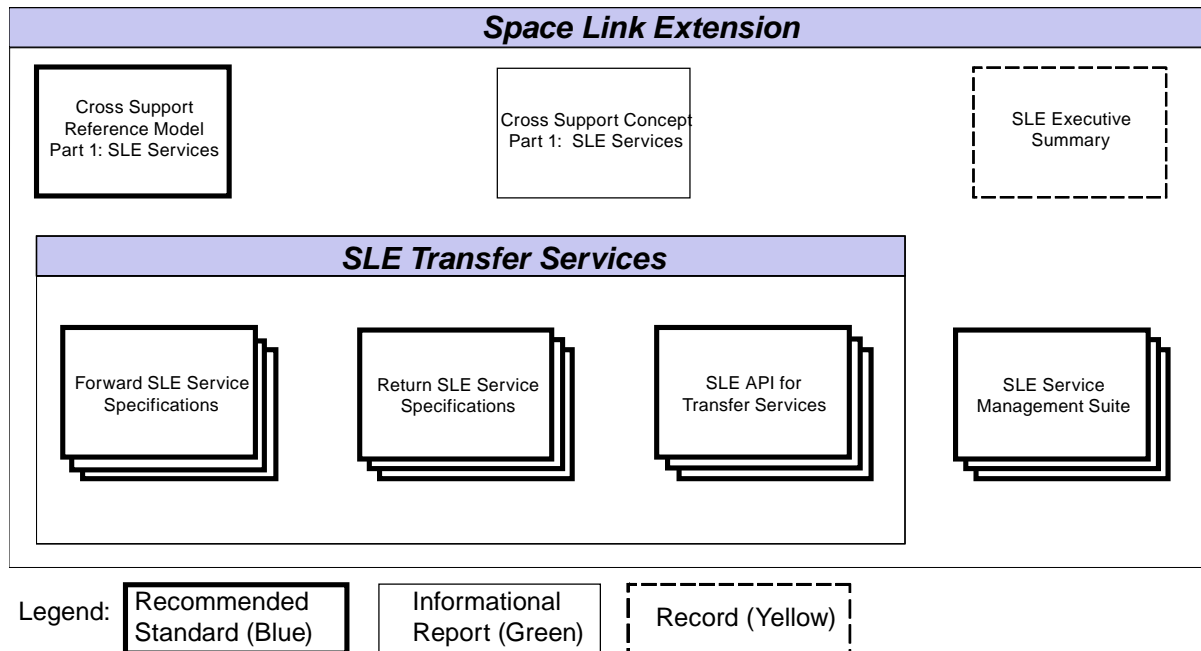 Space Link Extension
Cross Support
Reference Model
Part 1: SLE Services
Cross Support Concept
Part 1: SLE Services
SLE Executive
Summary
SLE Transfer Services
Forward SLE Service
Specifications
Return SLE Service
Specifications
SLE API for
Transfer Services
SLE Service
Management Suite
Legend:
Recommended
Standard (Blue)
Informational
Report (Green)
Record (Yellow)